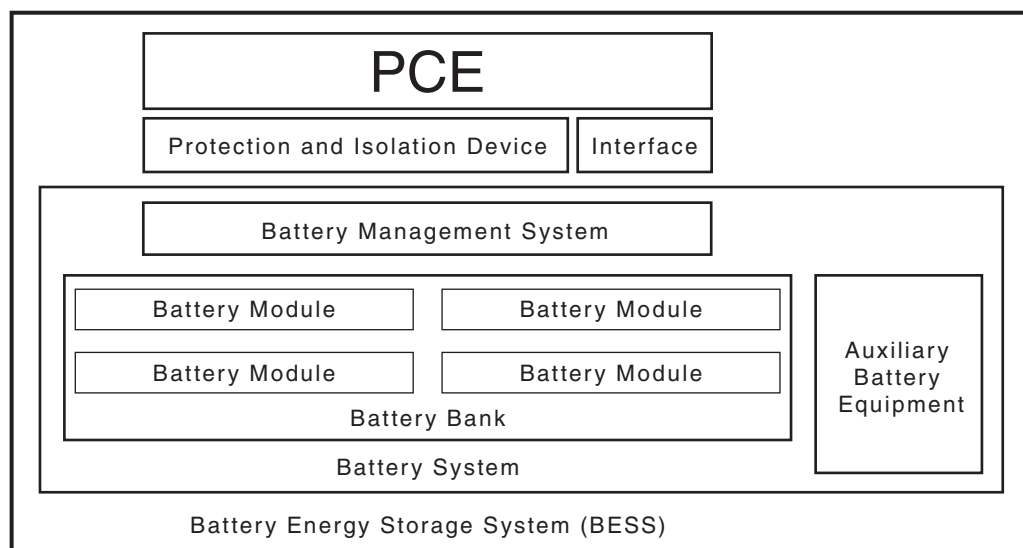 PCE
Protection and Isolation Device
Interface
Battery Management System
Battery Module
Battery Module
Battery Module
Battery Module
Battery Bank
Auxiliary
Battery
Equipment
Battery System
Battery Energy Storage System (BESS)